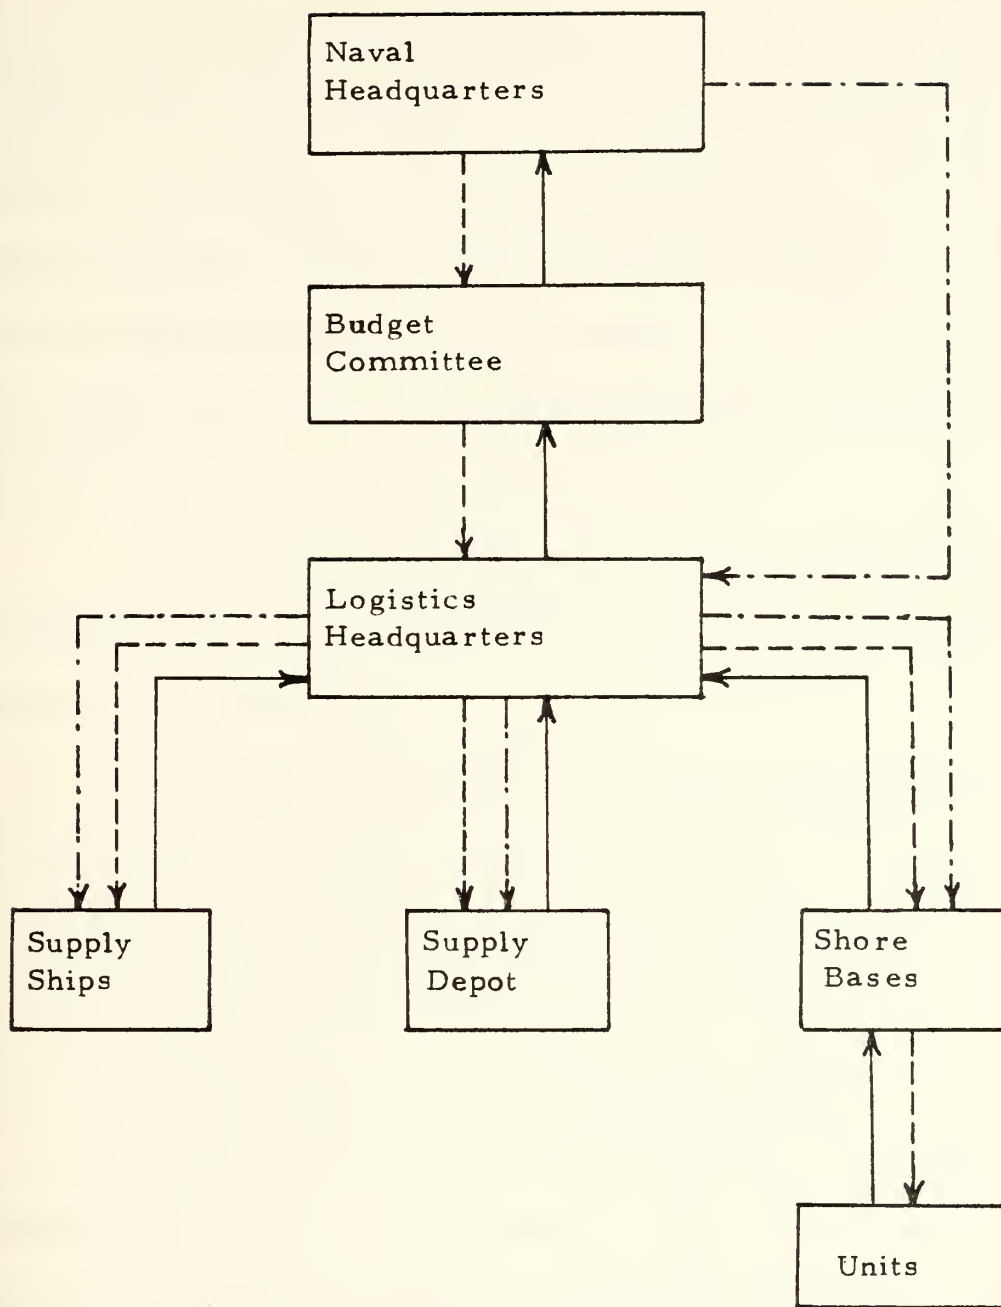 Naval
Headquarters
Budget
Committee
Logistics
Headquarters
Supply
Ships
Supply
Depot
Shore
Bases
Units